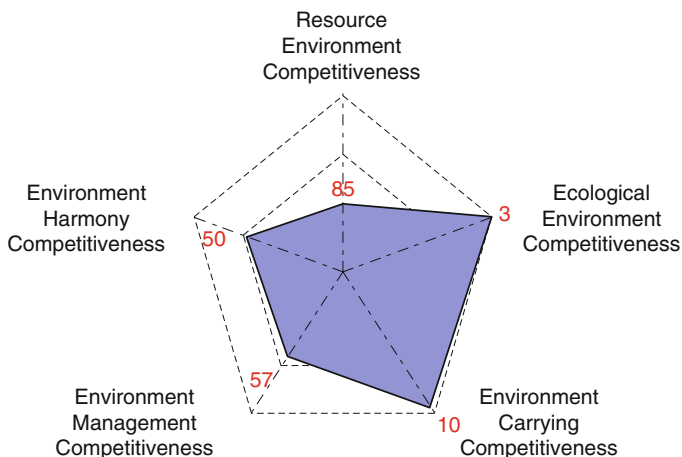 Resource
Environment
Competitiveness
85
Environment
Harmony
Competitiveness
50
3
Ecological
Environment
Competitiveness
57
Environment
Management
Competitiveness
10
Environment
Carrying
Competitiveness